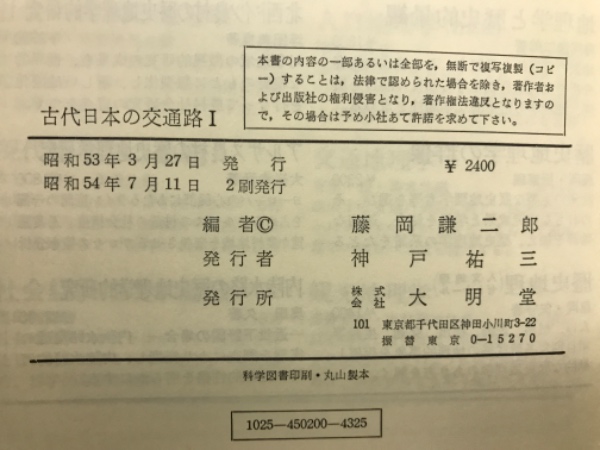 本書の内容の一部あるいは全部を，無断で複写複製（コピ
ー）することは，法律で認められた場合を除き，著作者お
よび出版社の権利侵害となり，著作権法違反となりますの
で，その場合は予め小社あて許諾を求めて下さい。
古代日本の交通路 I
昭和53年3月27日 発行 ¥ 2400
昭和54年7月11日 2刷発行
編者© 藤岡謙二郎
発行者 神戸祐三
発行所 株式会社 大明堂
101 東京都千代田区神田小川町3-22
振替東京 0-15270
科学図書印刷・丸山製本
1025-450200-4325